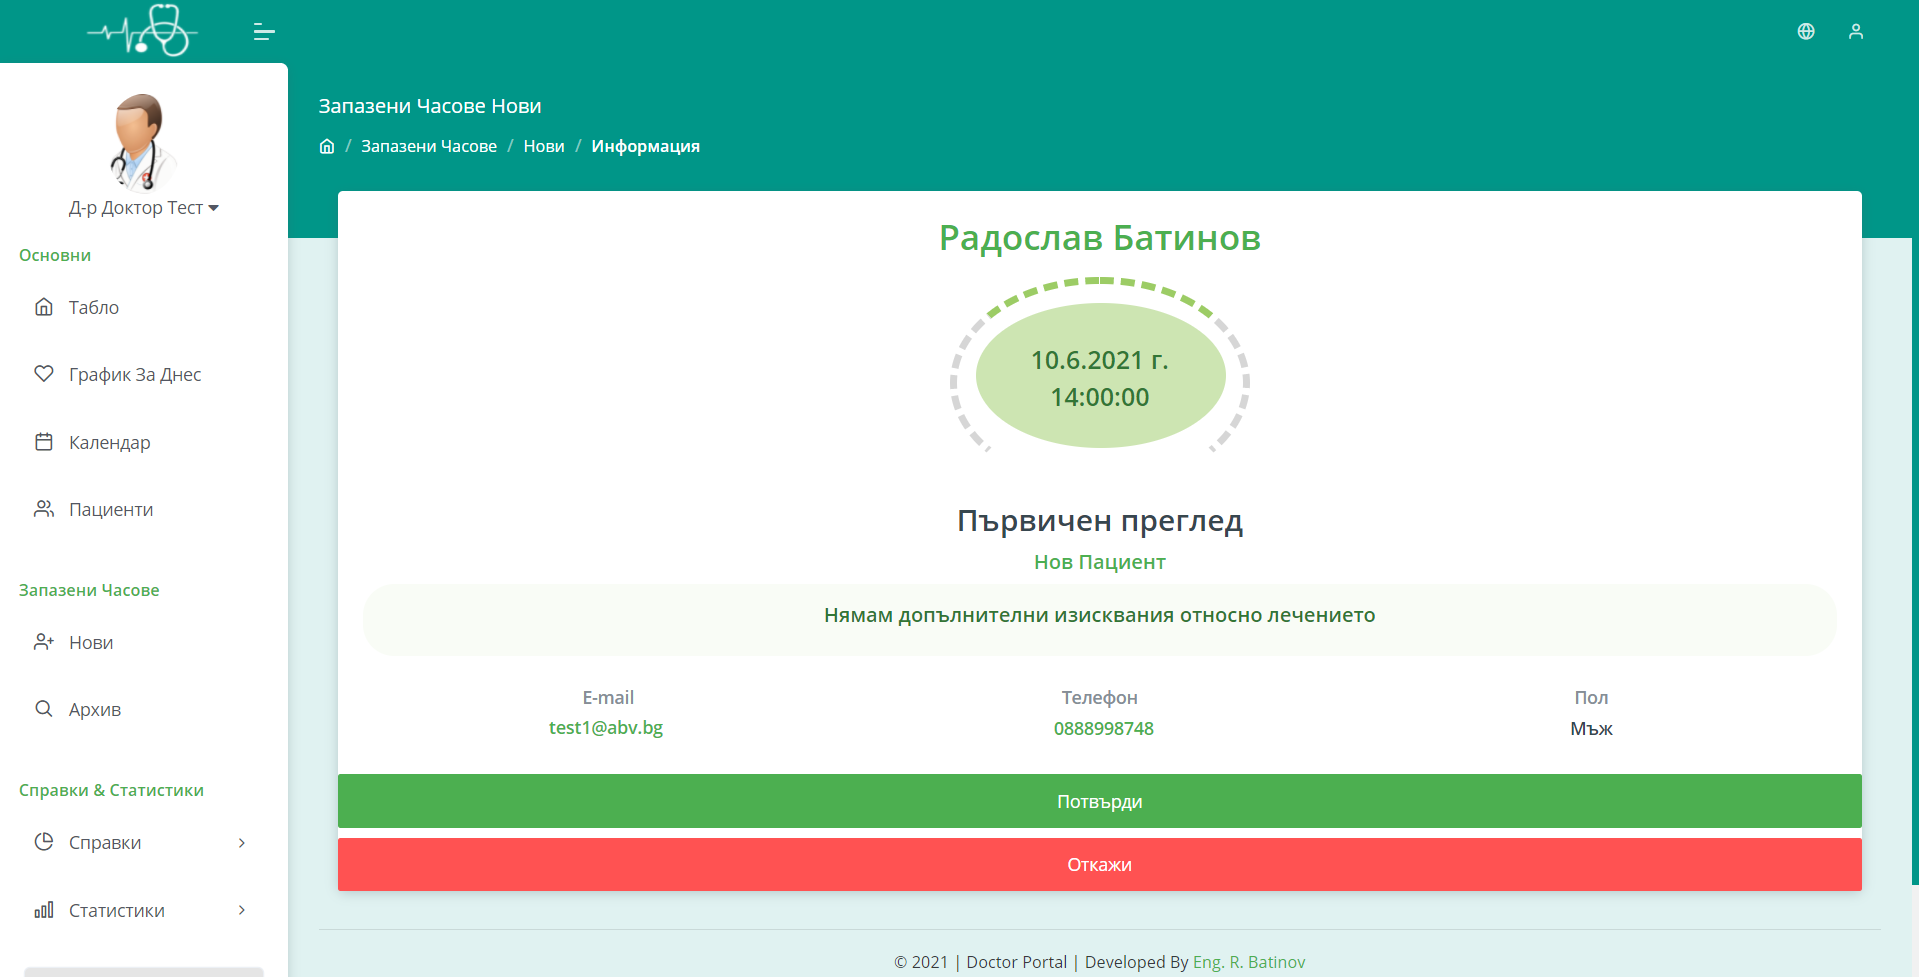 Запазени Часове Нови
/ Запазени Часове / Нови / Информация
Д-р Доктор Тест
Основни
Табло
График За Днес
Календар
Пациенти
Запазени Часове
Нови
Архив
Справки & Статистики
Справки
Статистики
Радослав Батинов
10.6.2021 г.
14:00:00
Първичен преглед
Нов Пациент
Нямам допълнителни изисквания относно лечението
E-mail
test1@abv.bg
Телефон
0888998748
Пол
Мъж
Потвърди
Откажи
© 2021 | Doctor Portal | Developed By Eng. R. Batinov